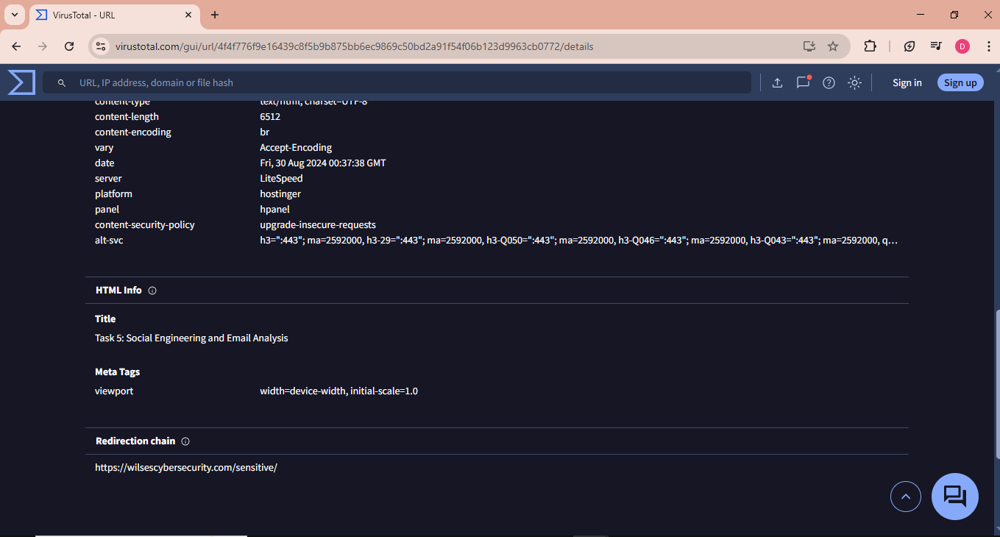 VirusTotal - URL
virustotal.com/gui/url/4f4f776f9e16439c8f5b9b875bb6ec9869c50bd2a91f54f06b123d9963cb0772/details
D
URL, IP address, domain or file hash
Sign in
Sign up
content-type text/html; charset=UTF-8
content-length 6512
content-encoding br
vary Accept-Encoding
date Fri, 30 Aug 2024 00:37:38 GMT
server LiteSpeed
platform hostinger
panel hpanel
content-security-policy upgrade-insecure-requests
alt-svc h3=":443"; ma=2592000, h3-29=":443"; ma=2592000, h3-Q050=":443"; ma=2592000, h3-Q046=":443"; ma=2592000, h3-Q043=":443"; ma=2592000, q...
HTML Info
Title
Task 5: Social Engineering and Email Analysis
Meta Tags
viewport width=device-width, initial-scale=1.0
Redirection chain
https://wilsescybersecurity.com/sensitive/